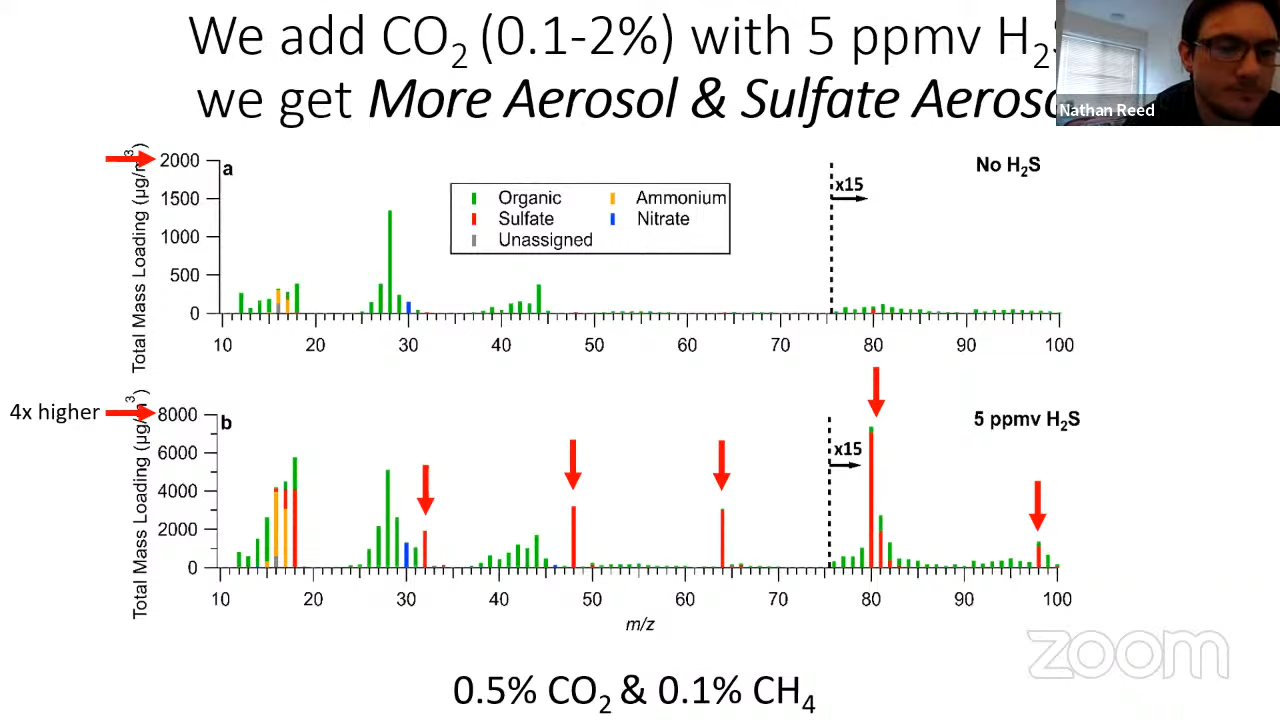 We add CO₂ (0.1-2%) with 5 ppmv H₂S
we get More Aerosol & Sulfate Aeroso
Nathan Reed
Total Mass Loading (µg/m³)
2000
1500
1000
500
0
a
Organic
Ammonium
Sulfate
Nitrate
Unassigned
x15
No H₂S
10 20 30 40 50 60 70 80 90 100
4x higher
Total Mass Loading (µg/m³)
8000
6000
4000
2000
0
b
x15
5 ppmv H₂S
10 20 30 40 50 60 70 80 90 100
m/z
zoom
0.5% CO₂ & 0.1% CH₄